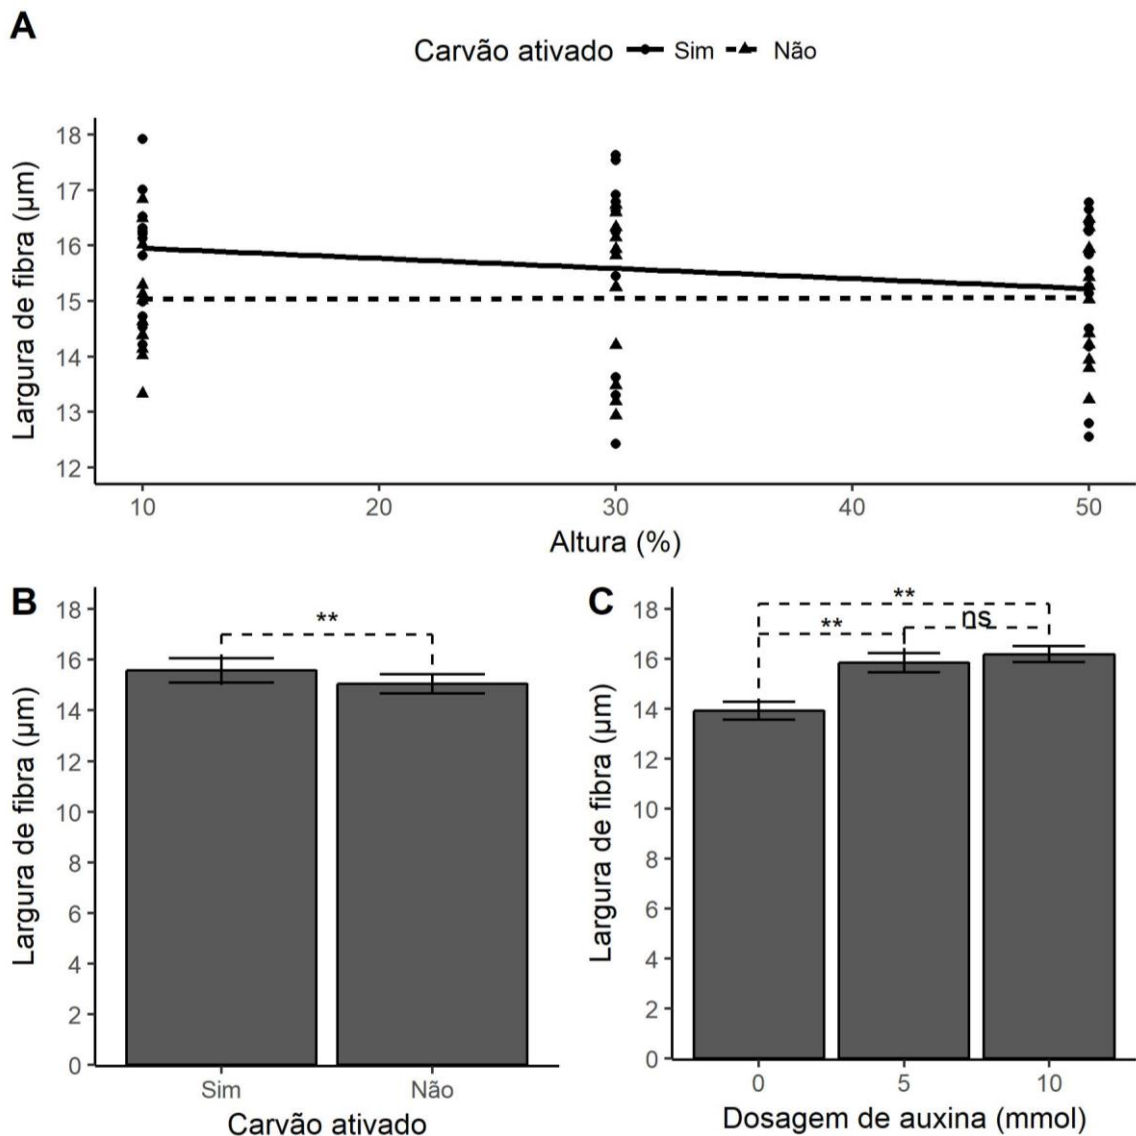 A
Carvão ativado Sim Não
Largura de fibra (µm)
18
17
16
15
14
13
12
10 20 30 40 50
Altura (%)
B
Largura de fibra (µm)
18
16
14
12
10
8
6
4
2
0
**
Sim Não
Carvão ativado
C
Largura de fibra (µm)
18
16
14
12
10
8
6
4
2
0
**
** ns
0 5 10
Dosagem de auxina (mmol)